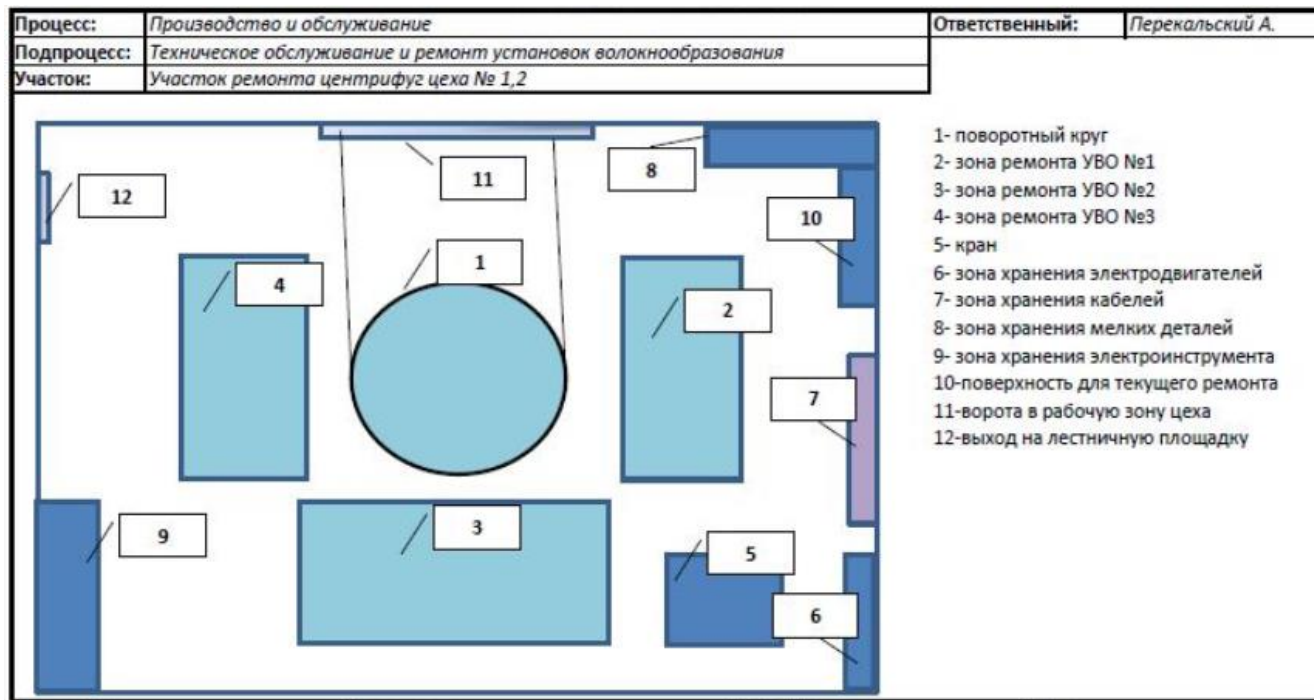 Процесс: Производство и обслуживание Ответственный: Перекальский А.
Подпроцесс: Техническое обслуживание и ремонт установок волокнообразования
Участок: Участок ремонта центрифуг цеха № 1,2
1- поворотный круг
2- зона ремонта УВО №1
3- зона ремонта УВО №2
4- зона ремонта УВО №3
5- кран
6- зона хранения электродвигателей
7- зона хранения кабелей
8- зона хранения мелких деталей
9- зона хранения электроинструмента
10-поверхность для текущего ремонта
11-ворота в рабочую зону цеха
12-выход на лестничную площадку
8
11
12
10
1
4
2
7
3
9
5
6